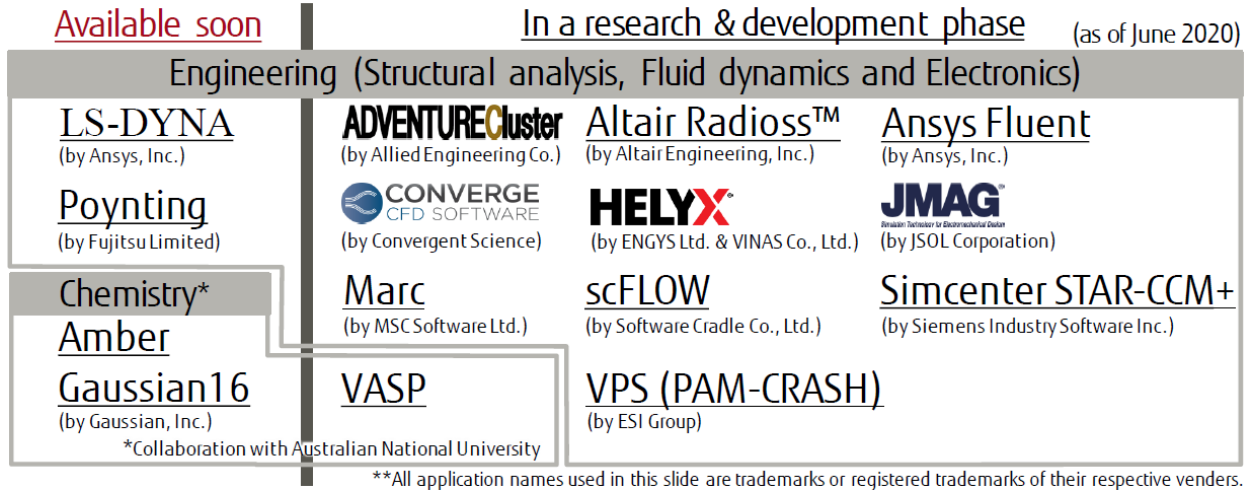 Available soon
In a research & development phase (as of June 2020)
Engineering (Structural analysis, Fluid dynamics and Electronics)
LS-DYNA
(by Ansys, Inc.)
ADVENTURECluster
(by Allied Engineering Co.)
Altair Radioss™
(by Altair Engineering, Inc.)
Ansys Fluent
(by Ansys, Inc.)
Poynting
(by Fujitsu Limited)
CONVERGE
CFD SOFTWARE
(by Convergent Science)
HELYX®
(by ENGYS Ltd. & VINAS Co., Ltd.)
JMAG
Simulation Technology for Electromechanical Design
(by JSOL Corporation)
Chemistry*
Marc
(by MSC Software Ltd.)
scFLOW
(by Software Cradle Co., Ltd.)
Simcenter STAR-CCM+
(by Siemens Industry Software Inc.)
Amber
Gaussian16
(by Gaussian, Inc.)
VASP
VPS (PAM-CRASH)
(by ESI Group)
*Collaboration with Australian National University
**All application names used in this slide are trademarks or registered trademarks of their respective venders.